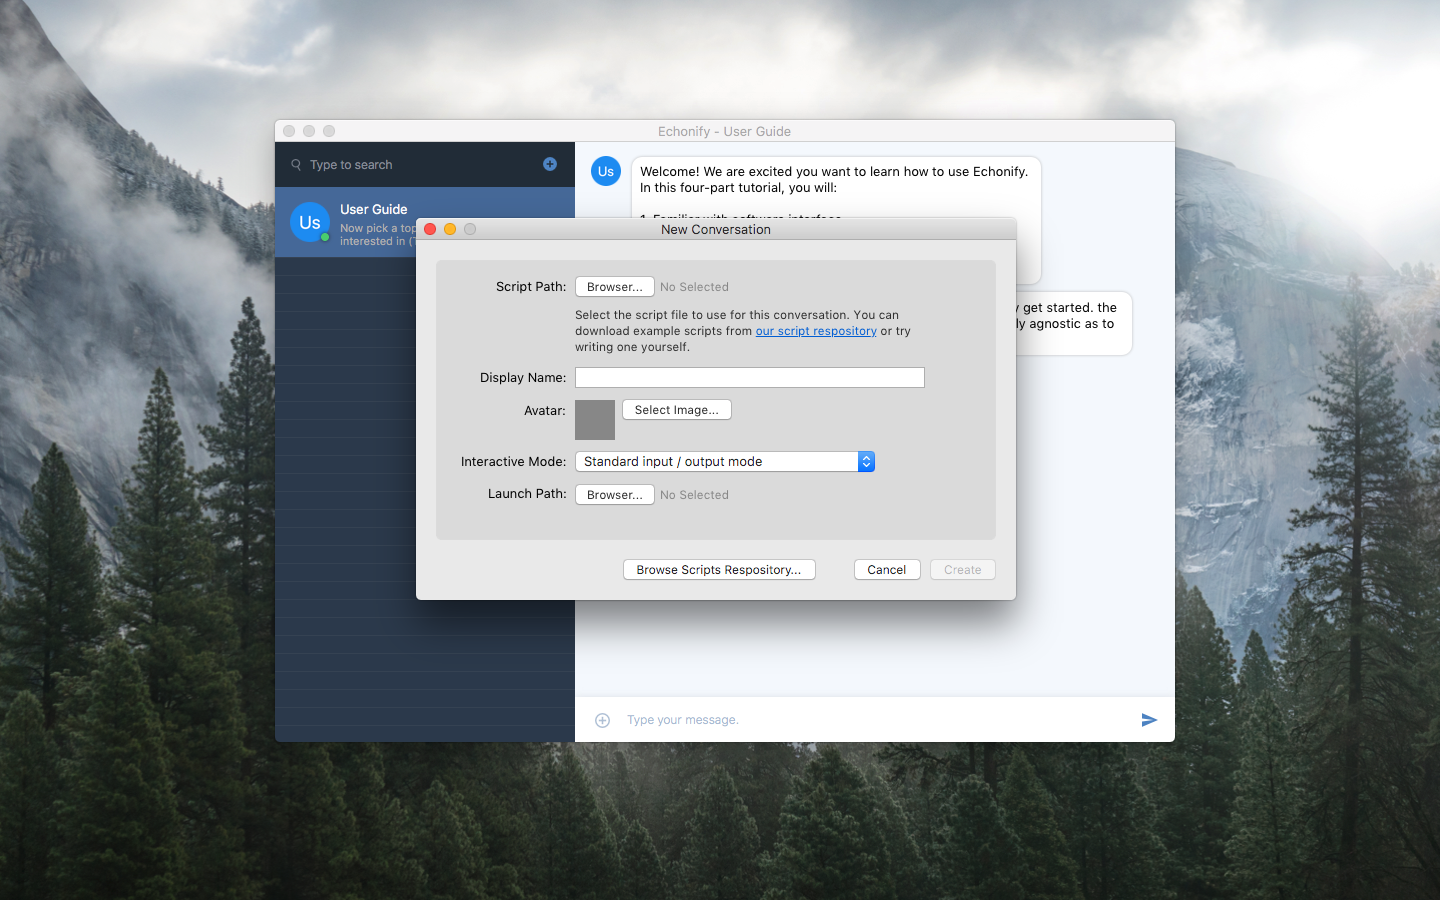 Echonify - User Guide
Type to search
Us
User Guide
Now pick a top
interested in (
Us
Welcome! We are excited you want to learn how to use Echonify.
In this four-part tutorial, you will:
1. Familiar with software interface
get started. the
ly agnostic as to
New Conversation
Script Path:
Browser...
No Selected
Select the script file to use for this conversation. You can
download example scripts from our script respository or try
writing one yourself.
Display Name:
Avatar:
Select Image...
Interactive Mode:
Standard input / output mode
Launch Path:
Browser...
No Selected
Browse Scripts Respository...
Cancel
Create
Type your message.